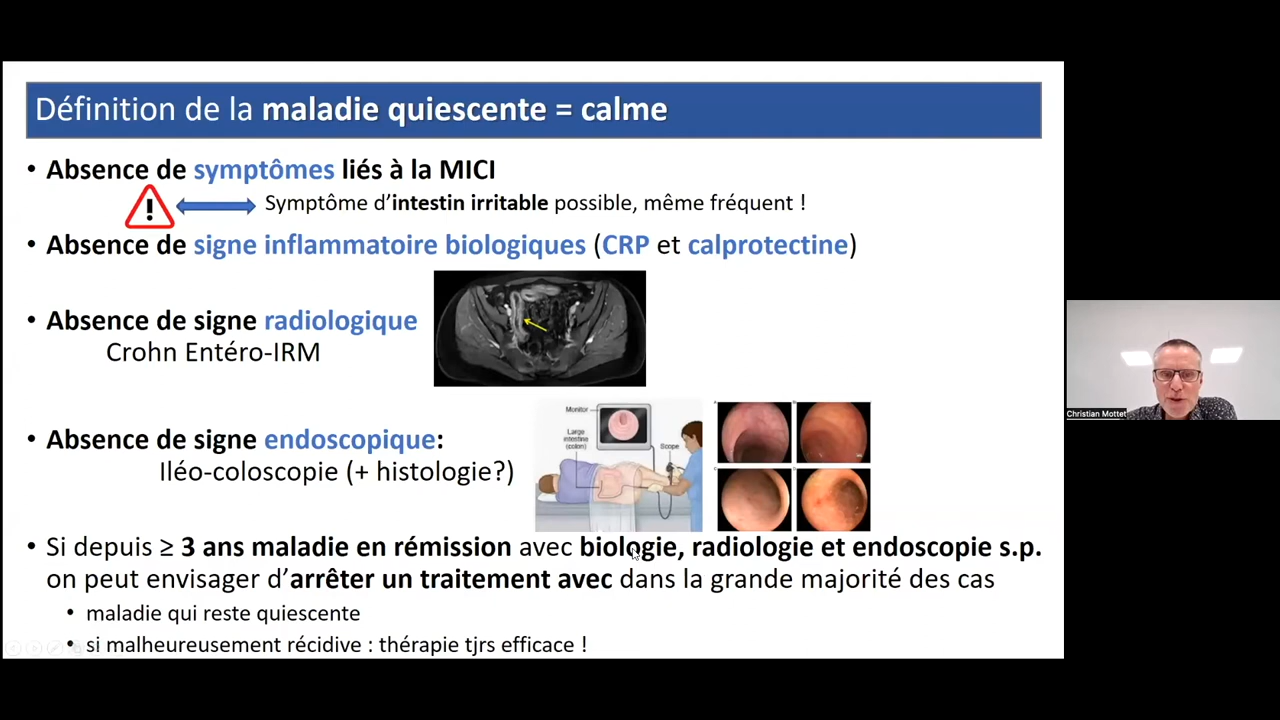 Définition de la maladie quiescente = calme
• Absence de symptômes liés à la MICI
Symptôme d'intestin irritable possible, même fréquent !
• Absence de signe inflammatoire biologiques (CRP et calprotectine)
• Absence de signe radiologique
Crohn Entéro-IRM
• Absence de signe endoscopique:
Iléo-coloscopie (+ histologie?)
Monitor
Large
intestine
(colon)
Scope
• Si depuis ≥ 3 ans maladie en rémission avec biologie, radiologie et endoscopie s.p.
on peut envisager d'arrêter un traitement avec dans la grande majorité des cas
• maladie qui reste quiescente
• si malheureusement récidive : thérapie tjrs efficace !
Christian Mottet